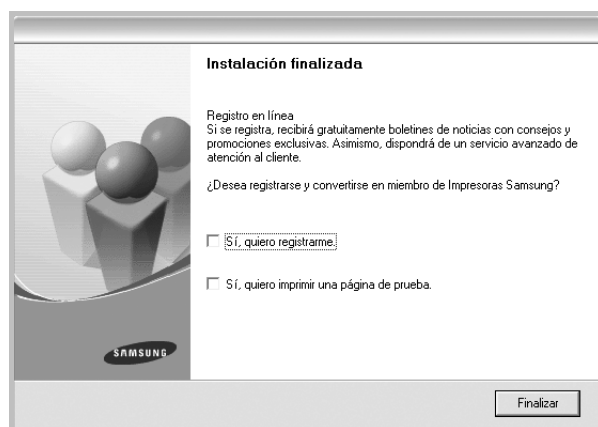 Instalación finalizada
Registro en línea
Si se registra, recibirá gratuitamente boletines de noticias con consejos y
promociones exclusivas. Asimismo, dispondrá de un servicio avanzado de
atención al cliente.
¿Desea registrarse y convertirse en miembro de Impresoras Samsung?
Sí, quiero registrarme.
Sí, quiero imprimir una página de prueba.
SAMSUNG
Finalizar